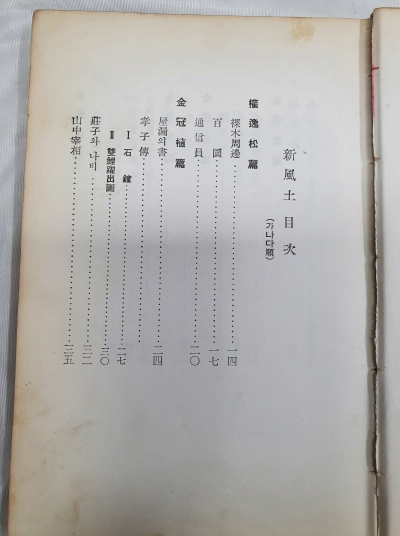 新風土目次
(가나다順)
權逸松篇
裸木周邊……………………一四
百……………………一七
通信員……………………二〇
金冠植篇
屋漏의書……………………二四
孝子傳……………………
Ⅰ 石鐘……………………二七
Ⅱ 雙鯉躍出圖……………………三〇
莊子와나비……………………
山中宰相……………………三五